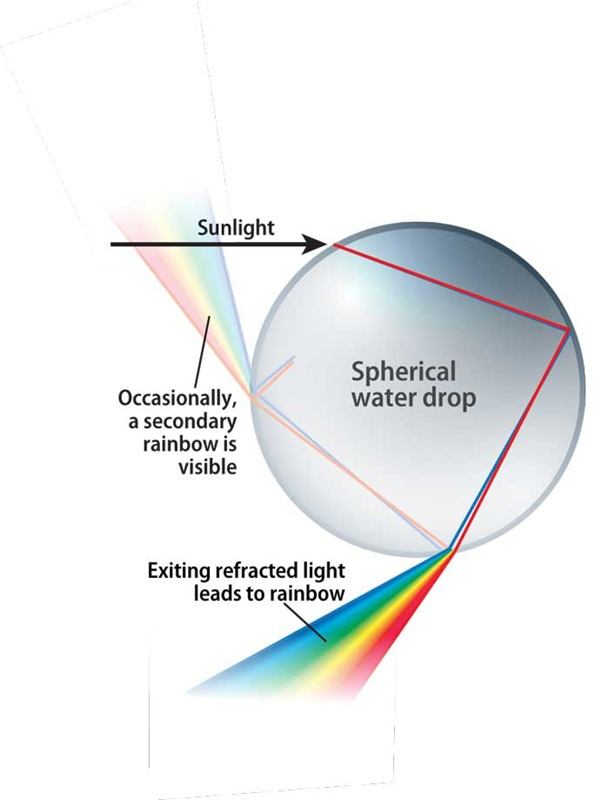 Sunlight
Spherical
water drop
Occasionally,
a secondary
rainbow is
visible
Exiting refracted light
leads to rainbow